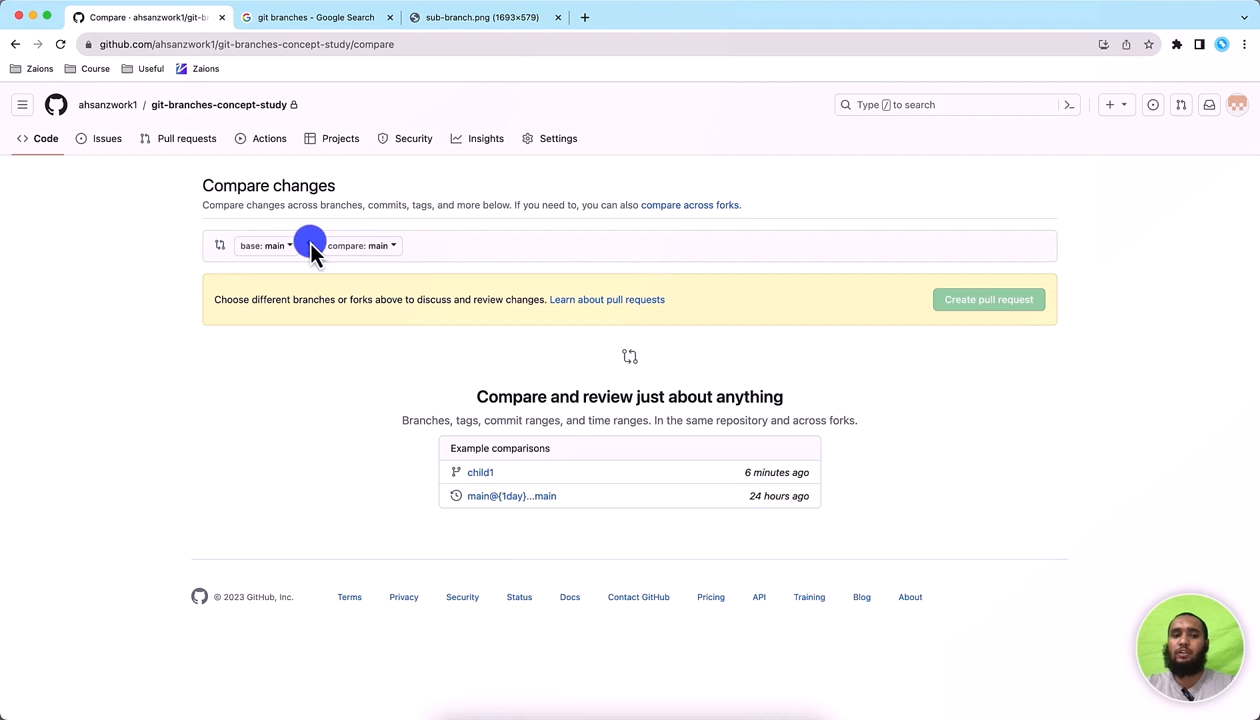 Compare · ahsanzwork1/git-br
git branches - Google Search
sub-branch.png (1693×579)
github.com/ahsanzwork1/git-branches-concept-study/compare
Zaions Course Useful Zaions
ahsanzwork1 / git-branches-concept-study
Type / to search
Code Issues Pull requests Actions Projects Security Insights Settings
Compare changes
Compare changes across branches, commits, tags, and more below. If you need to, you can also compare across forks.
base: main compare: main
Choose different branches or forks above to discuss and review changes. Learn about pull requests
Create pull request
Compare and review just about anything
Branches, tags, commit ranges, and time ranges. In the same repository and across forks.
Example comparisons
child1 6 minutes ago
main@{1day}...main 24 hours ago
© 2023 GitHub, Inc. Terms Privacy Security Status Docs Contact GitHub Pricing API Training Blog About